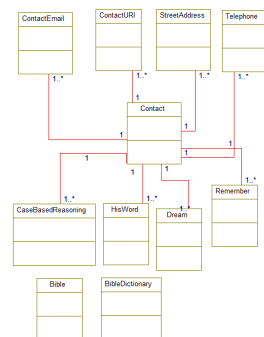 ContactEmail
ContactURI
StreetAddress
Telephone
1..*
1..*
1..*
1..*
1
Contact
1
1
1
1
1
1
1
1..*
1..*
1..
1..*
CaseBasedReasoning
HisWord
Dream
Remember
Bible
BibleDictionary